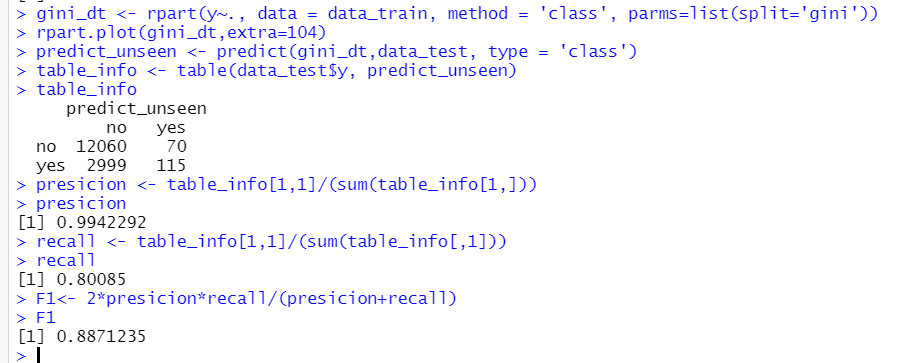 > gini_dt <- rpart(y~., data = data_train, method = 'class', parms=list(split='gini'))
> rpart.plot(gini_dt,extra=104)
> predict_unseen <- predict(gini_dt,data_test, type = 'class')
> table_info <- table(data_test$y, predict_unseen)
> table_info
     predict_unseen
         no   yes
  no  12060    70
  yes  2999   115
> presicion <- table_info[1,1]/(sum(table_info[1,]))
> presicion
[1] 0.9942292
> recall <- table_info[1,1]/(sum(table_info[,1]))
> recall
[1] 0.80085
> F1<- 2*presicion*recall/(presicion+recall)
> F1
[1] 0.8871235
>